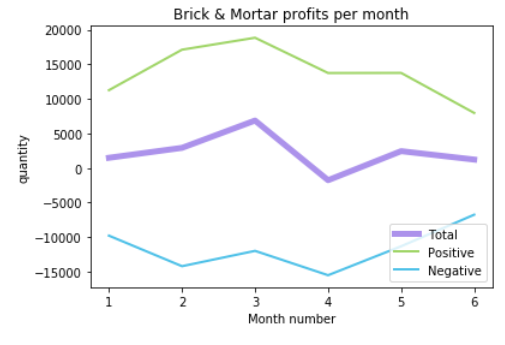 Brick & Mortar profits per month
20000
15000
10000
5000
0
−5000
−10000
−15000
quantity
Total
Positive
Negative
1 2 3 4 5 6
Month number